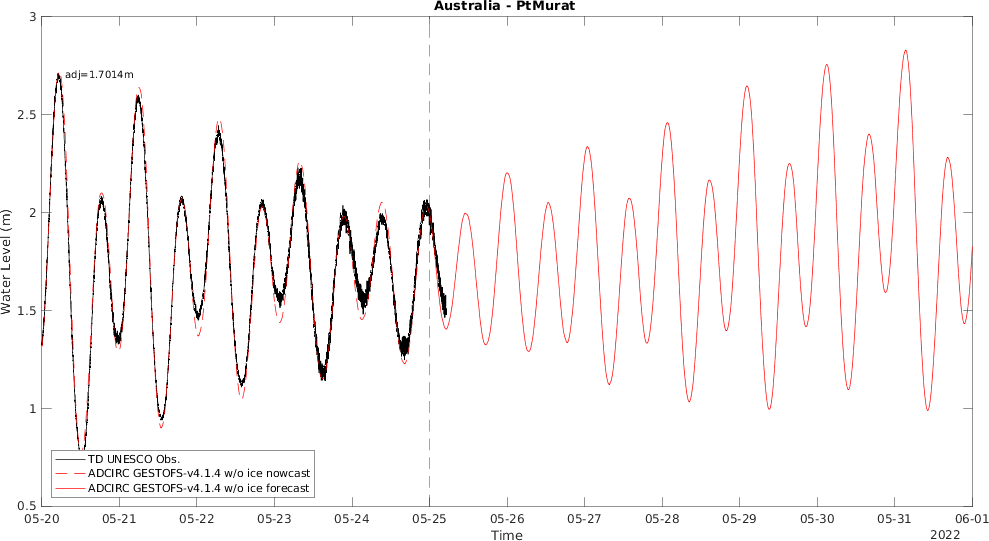 Australia - PtMurat
3
adj=1.7014m
2.5
2
Water Level (m)
1.5
1
TD UNESCO Obs.
ADCIRC GESTOFS-v4.1.4 w/o ice nowcast
ADCIRC GESTOFS-v4.1.4 w/o ice forecast
0.5
05-20 05-21 05-22 05-23 05-24 05-25 05-26 05-27 05-28 05-29 05-30 05-31 06-01
Time
2022